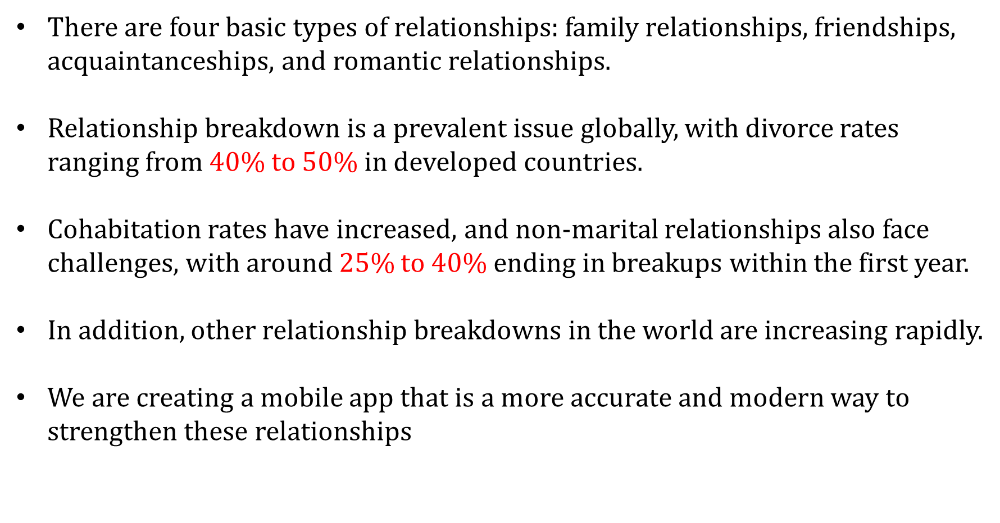 • There are four basic types of relationships: family relationships, friendships,
acquaintanceships, and romantic relationships.
• Relationship breakdown is a prevalent issue globally, with divorce rates
ranging from 40% to 50% in developed countries.
• Cohabitation rates have increased, and non-marital relationships also face
challenges, with around 25% to 40% ending in breakups within the first year.
• In addition, other relationship breakdowns in the world are increasing rapidly.
• We are creating a mobile app that is a more accurate and modern way to
strengthen these relationships